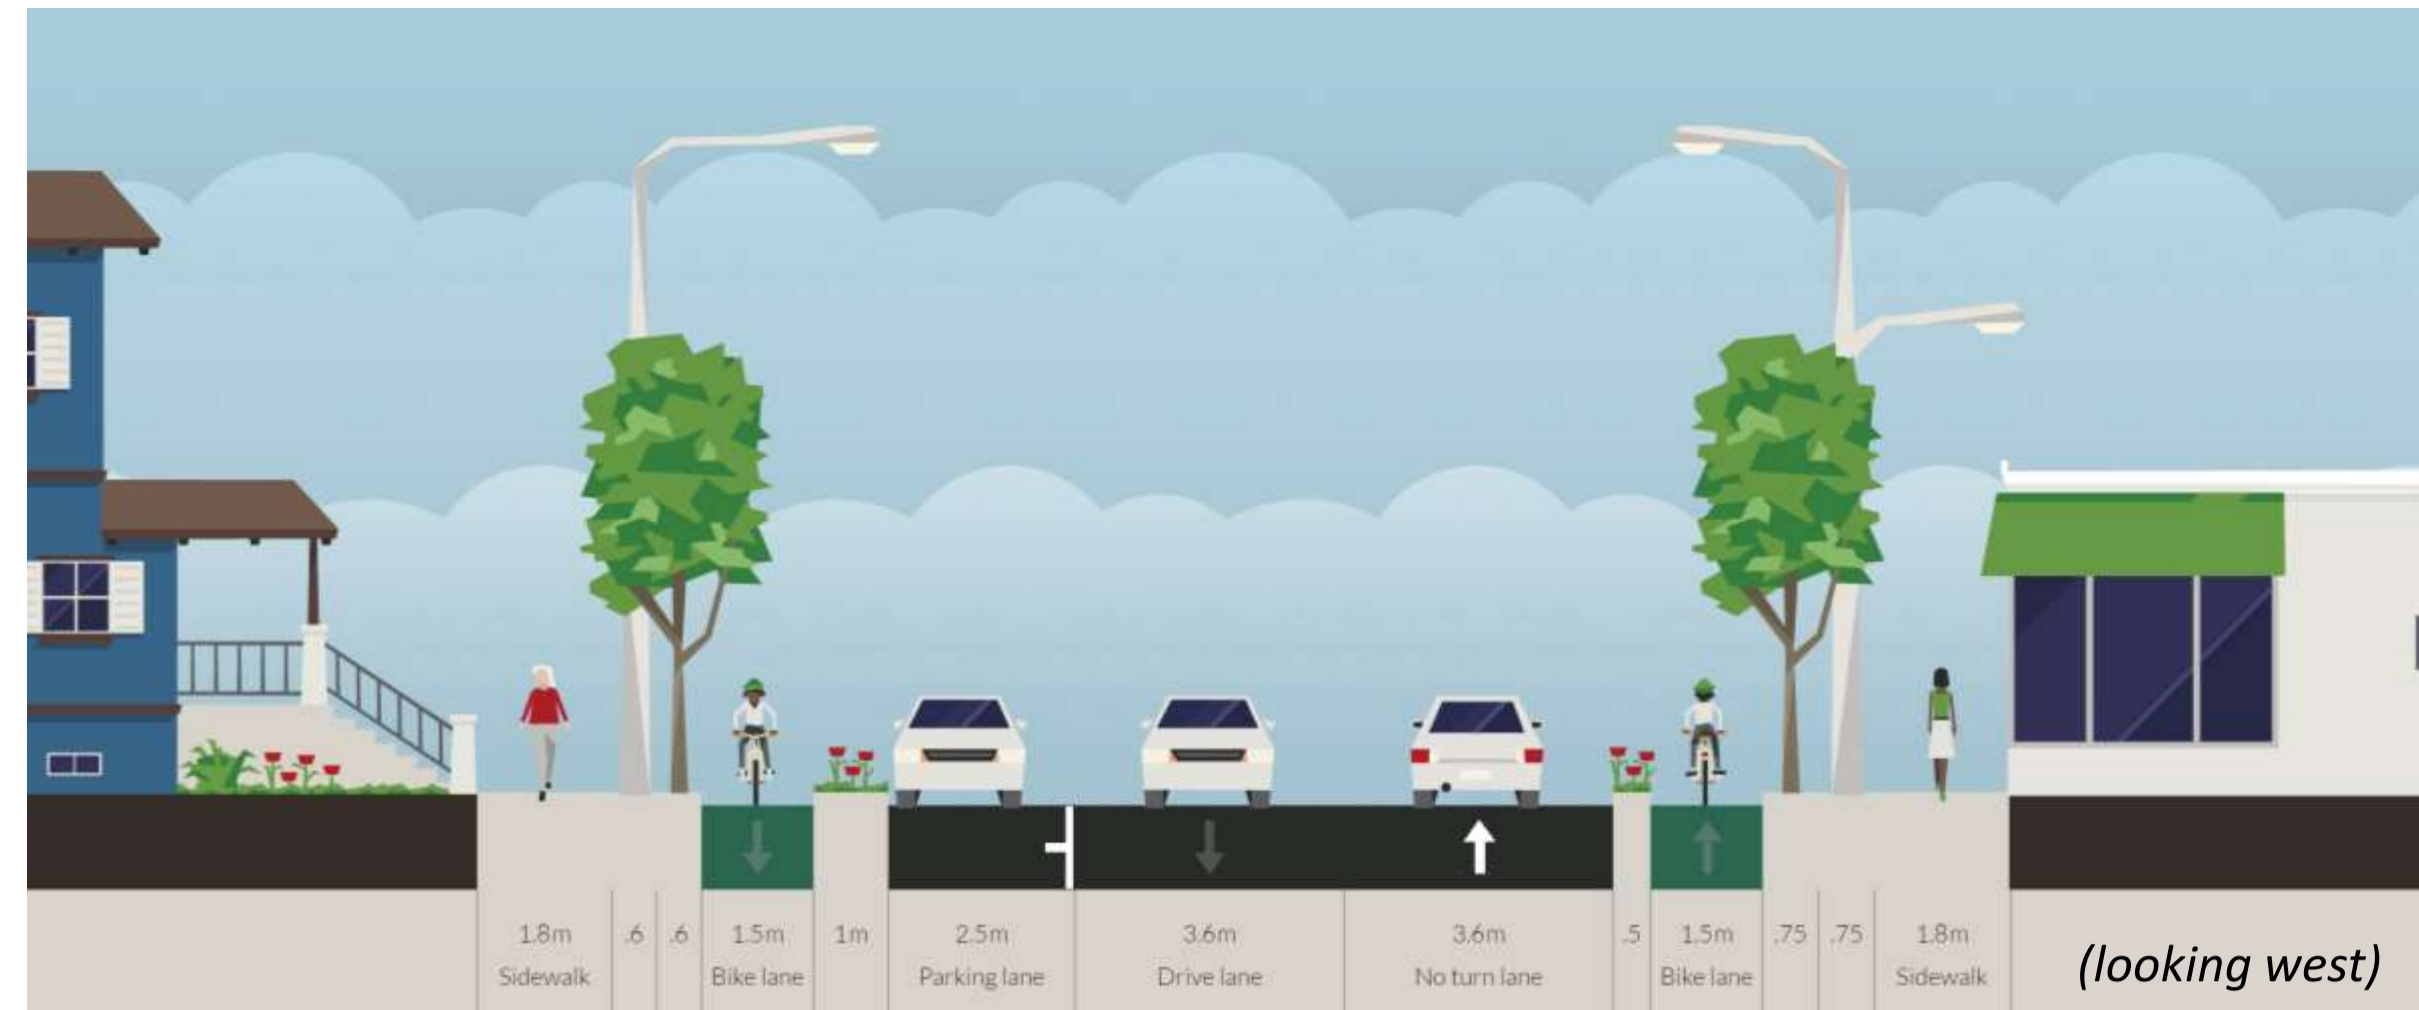 1.8m .6 .6 1.5m 1m 2.5m 3.6m 3.6m .5 1.5m .75 .75 1.8m
Sidewalk Bike lane Parking lane Drive lane No turn lane Bike lane Sidewalk
(looking west)